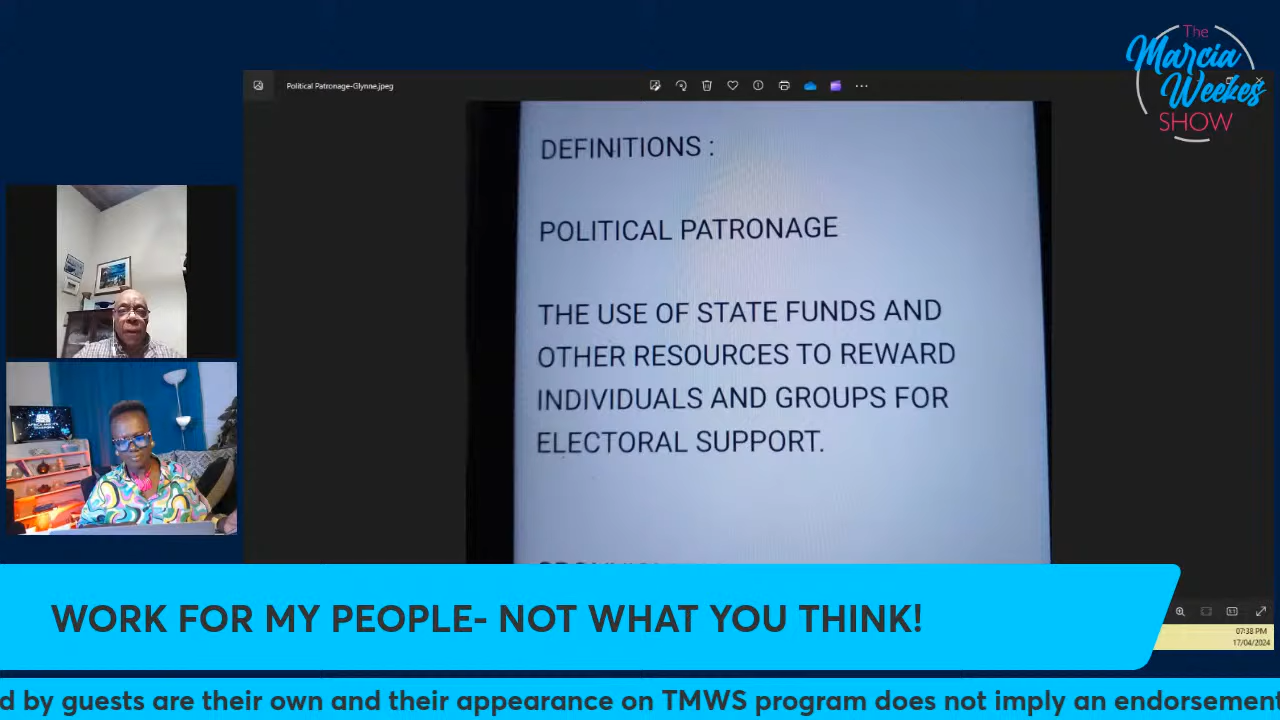 The
Marcia
Weekes
SHOW
Political Patronage-Glynne.jpeg
DEFINITIONS :
POLITICAL PATRONAGE
THE USE OF STATE FUNDS AND
OTHER RESOURCES TO REWARD
INDIVIDUALS AND GROUPS FOR
ELECTORAL SUPPORT.
WORK FOR MY PEOPLE- NOT WHAT YOU THINK!
07:38 PM
17/04/2024
d by guests are their own and their appearance on TMWS program does not imply an endorsement